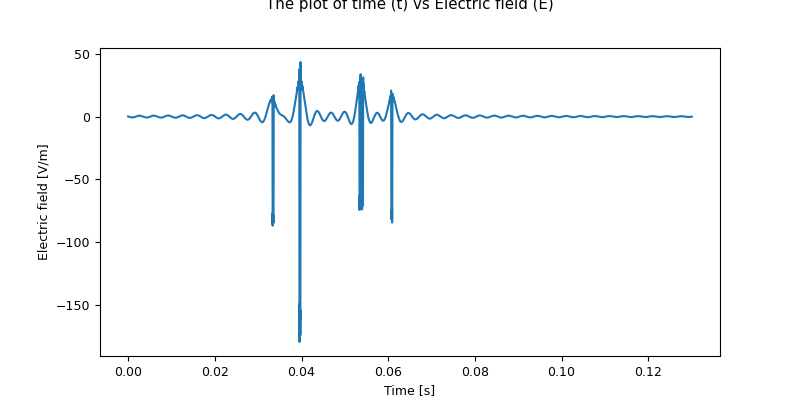 The plot of time (t) vs Electric field (E)
50
0
−50
−100
−150
Electric field [V/m]
0.00 0.02 0.04 0.06 0.08 0.10 0.12
Time [s]